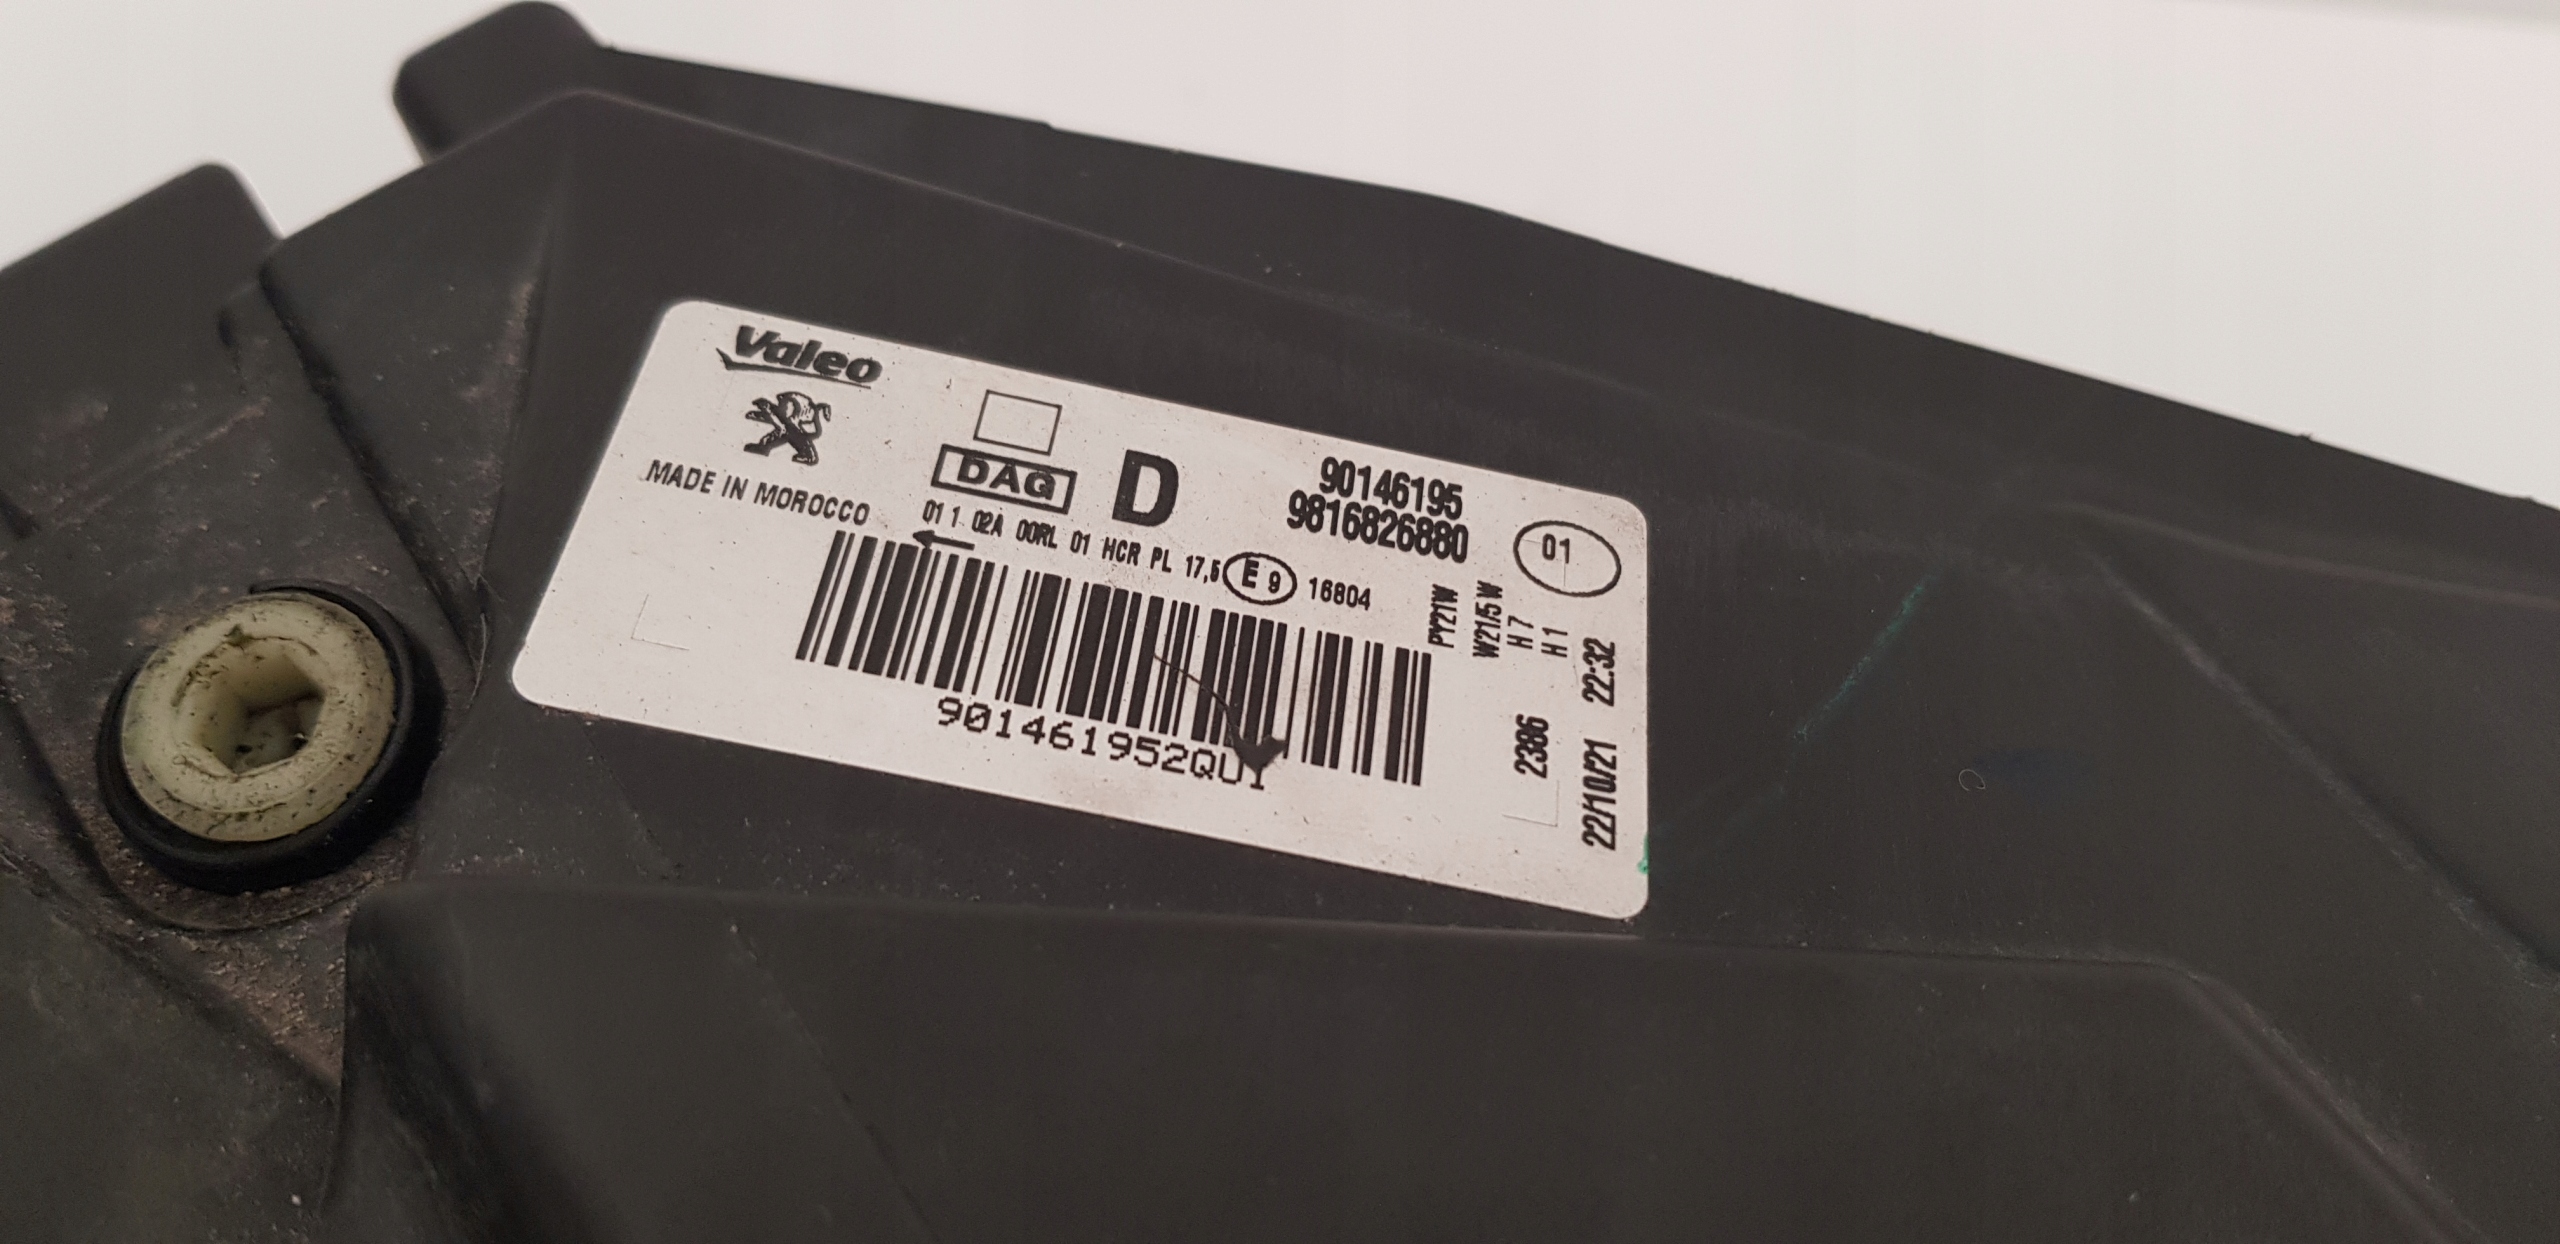 Valeo
MADE IN MOROCCO
DAG
D
90146195
9816826880
01
01 1 02A 00RL 01 HCR PL 17,5 E 9 16804
PY21W
W21/5W
H7
H1
901461952QU1
2386
22/10/21 22:32